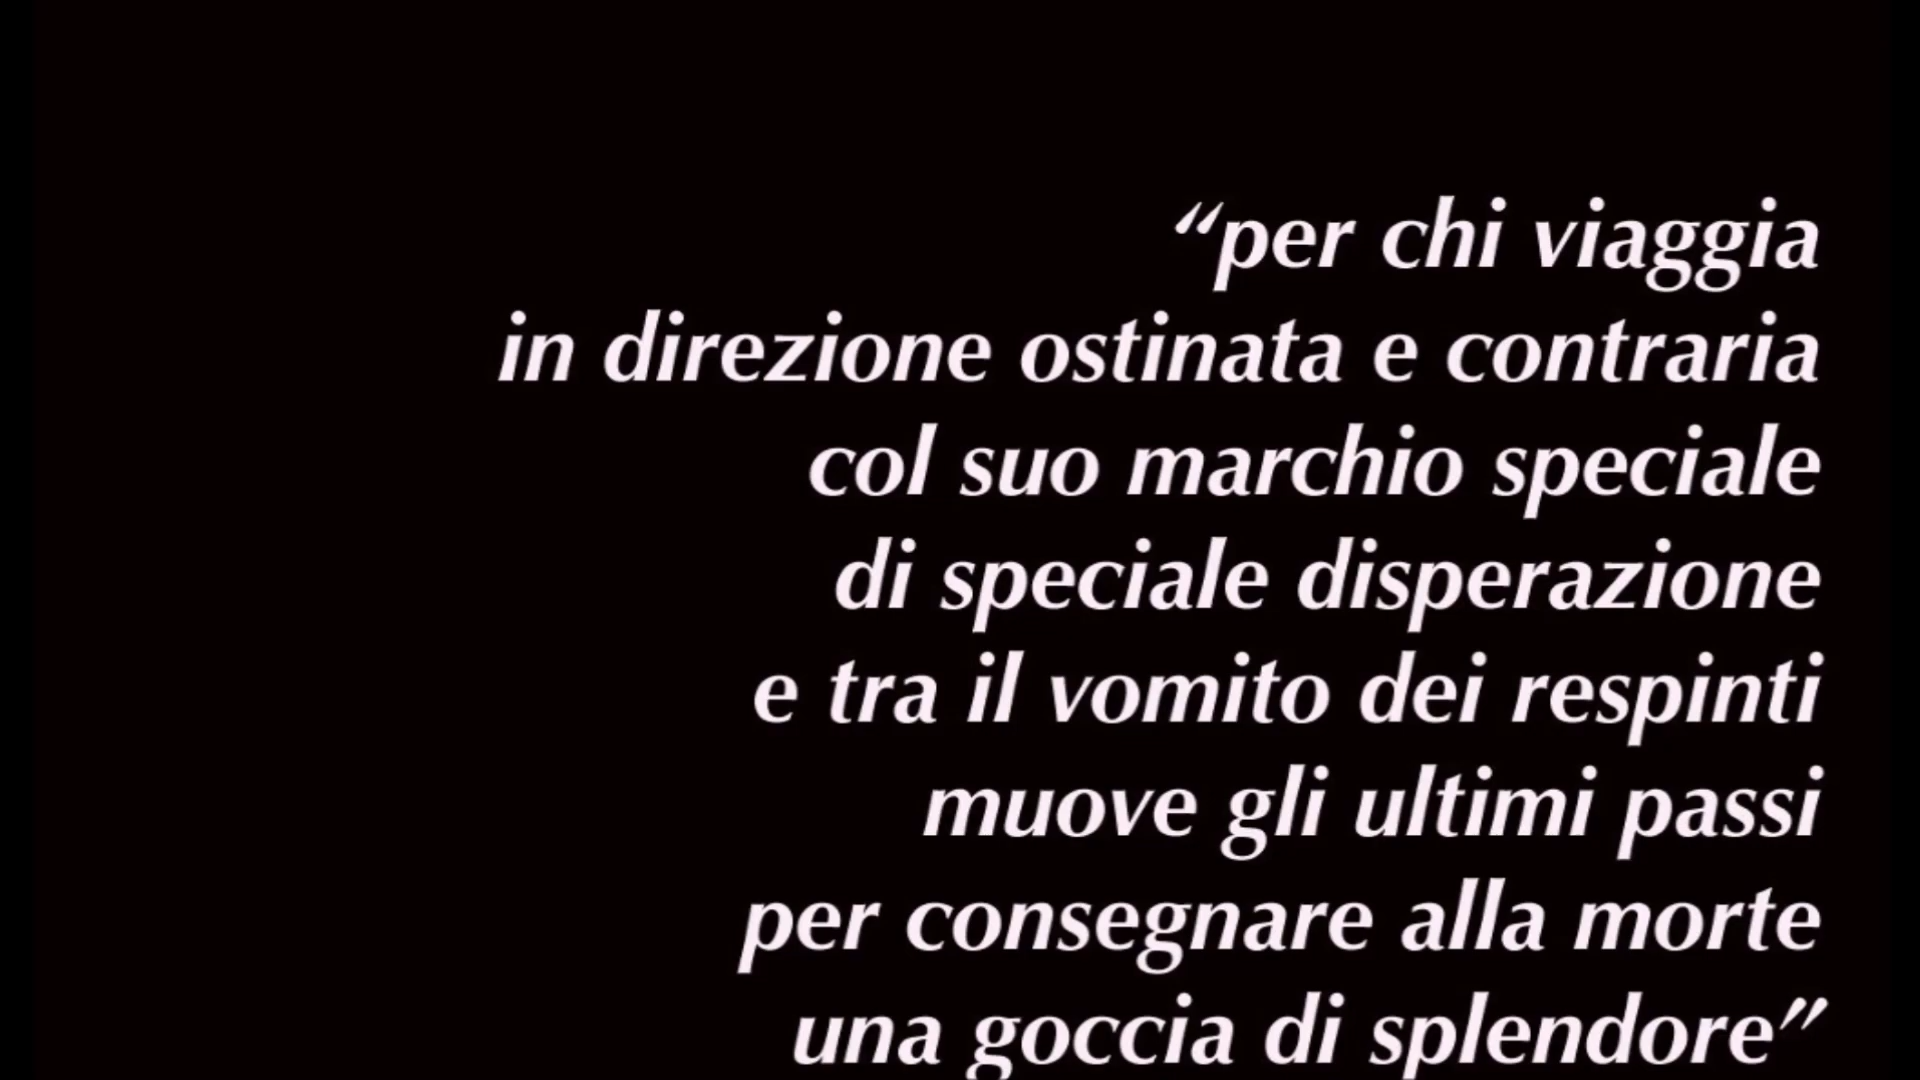 “per chi viaggia
in direzione ostinata e contraria
col suo marchio speciale
di speciale disperazione
e tra il vomito dei respinti
muove gli ultimi passi
per consegnare alla morte
una goccia di splendore”